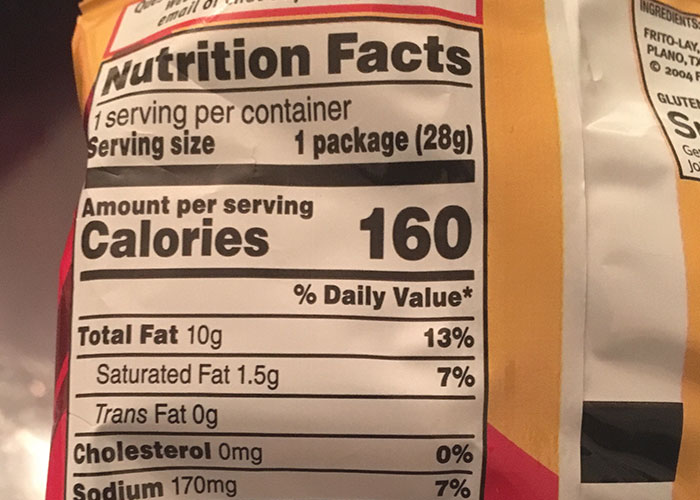 email or
Nutrition Facts
1 serving per container
Serving size 1 package (28g)
Amount per serving
Calories 160
% Daily Value*
Total Fat 10g 13%
Saturated Fat 1.5g 7%
Trans Fat 0g
Cholesterol 0mg 0%
Sodium 170mg 7%
INGREDIENTS:
FRITO-LAY,
PLANO, TX
© 2004 F
GLUTE